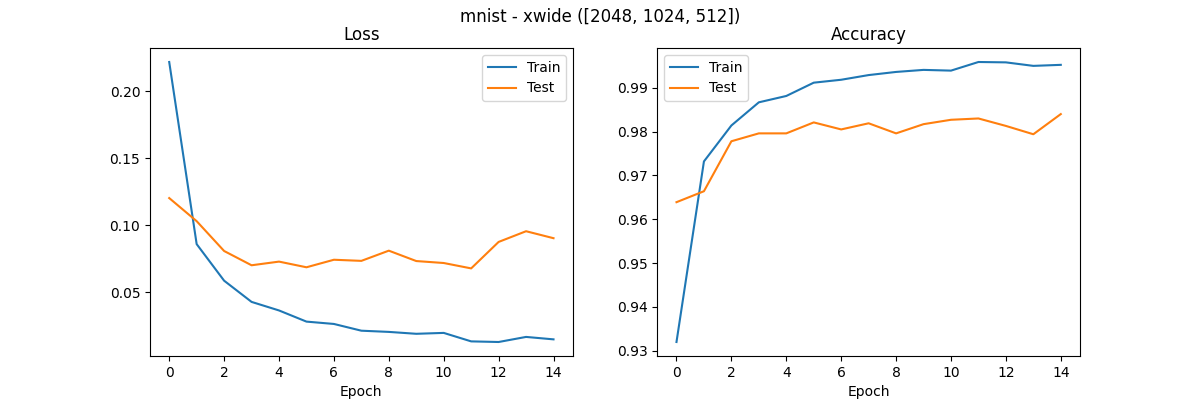 mnist - xwide ([2048, 1024, 512])
Loss
Train
Test
0.20
0.15
0.10
0.05
0 2 4 6 8 10 12 14
Epoch
Accuracy
Train
Test
0.99
0.98
0.97
0.96
0.95
0.94
0.93
0 2 4 6 8 10 12 14
Epoch